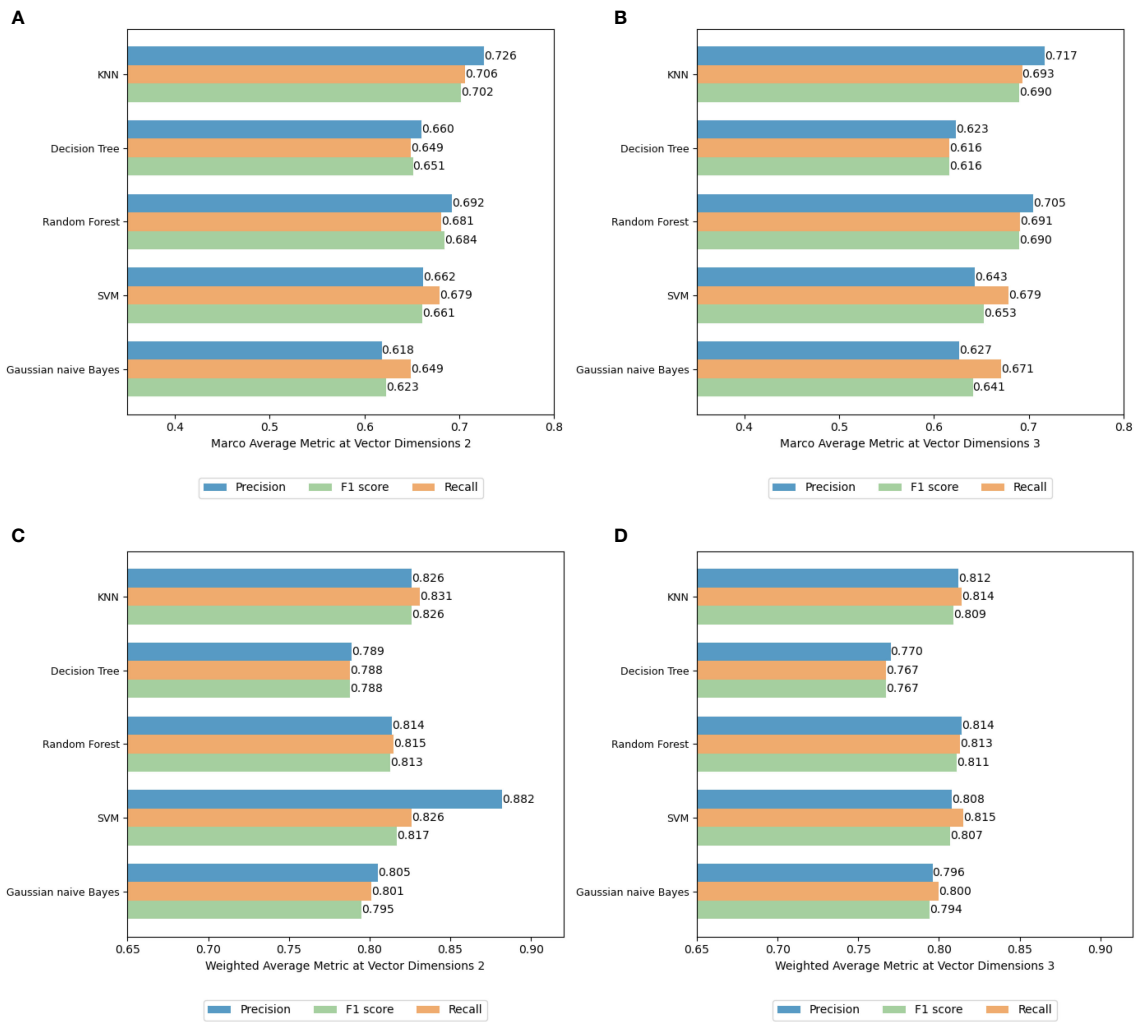 A
KNN
0.726
0.706
0.702
Decision Tree
0.660
0.649
0.651
Random Forest
0.692
0.681
0.684
SVM
0.662
0.679
0.661
Gaussian naive Bayes
0.618
0.649
0.623
0.4 0.5 0.6 0.7 0.8
Marco Average Metric at Vector Dimensions 2
Precision F1 score Recall
B
KNN
0.717
0.693
0.690
Decision Tree
0.623
0.616
0.616
Random Forest
0.705
0.691
0.690
SVM
0.643
0.679
0.653
Gaussian naive Bayes
0.627
0.671
0.641
0.4 0.5 0.6 0.7 0.8
Marco Average Metric at Vector Dimensions 3
Precision F1 score Recall
C
KNN
0.826
0.831
0.826
Decision Tree
0.789
0.788
0.788
Random Forest
0.814
0.815
0.813
SVM
0.882
0.826
0.817
Gaussian naive Bayes
0.805
0.801
0.795
0.65 0.70 0.75 0.80 0.85 0.90
Weighted Average Metric at Vector Dimensions 2
Precision F1 score Recall
D
KNN
0.812
0.814
0.809
Decision Tree
0.770
0.767
0.767
Random Forest
0.814
0.813
0.811
SVM
0.808
0.815
0.807
Gaussian naive Bayes
0.796
0.800
0.794
0.65 0.70 0.75 0.80 0.85 0.90
Weighted Average Metric at Vector Dimensions 3
Precision F1 score Recall